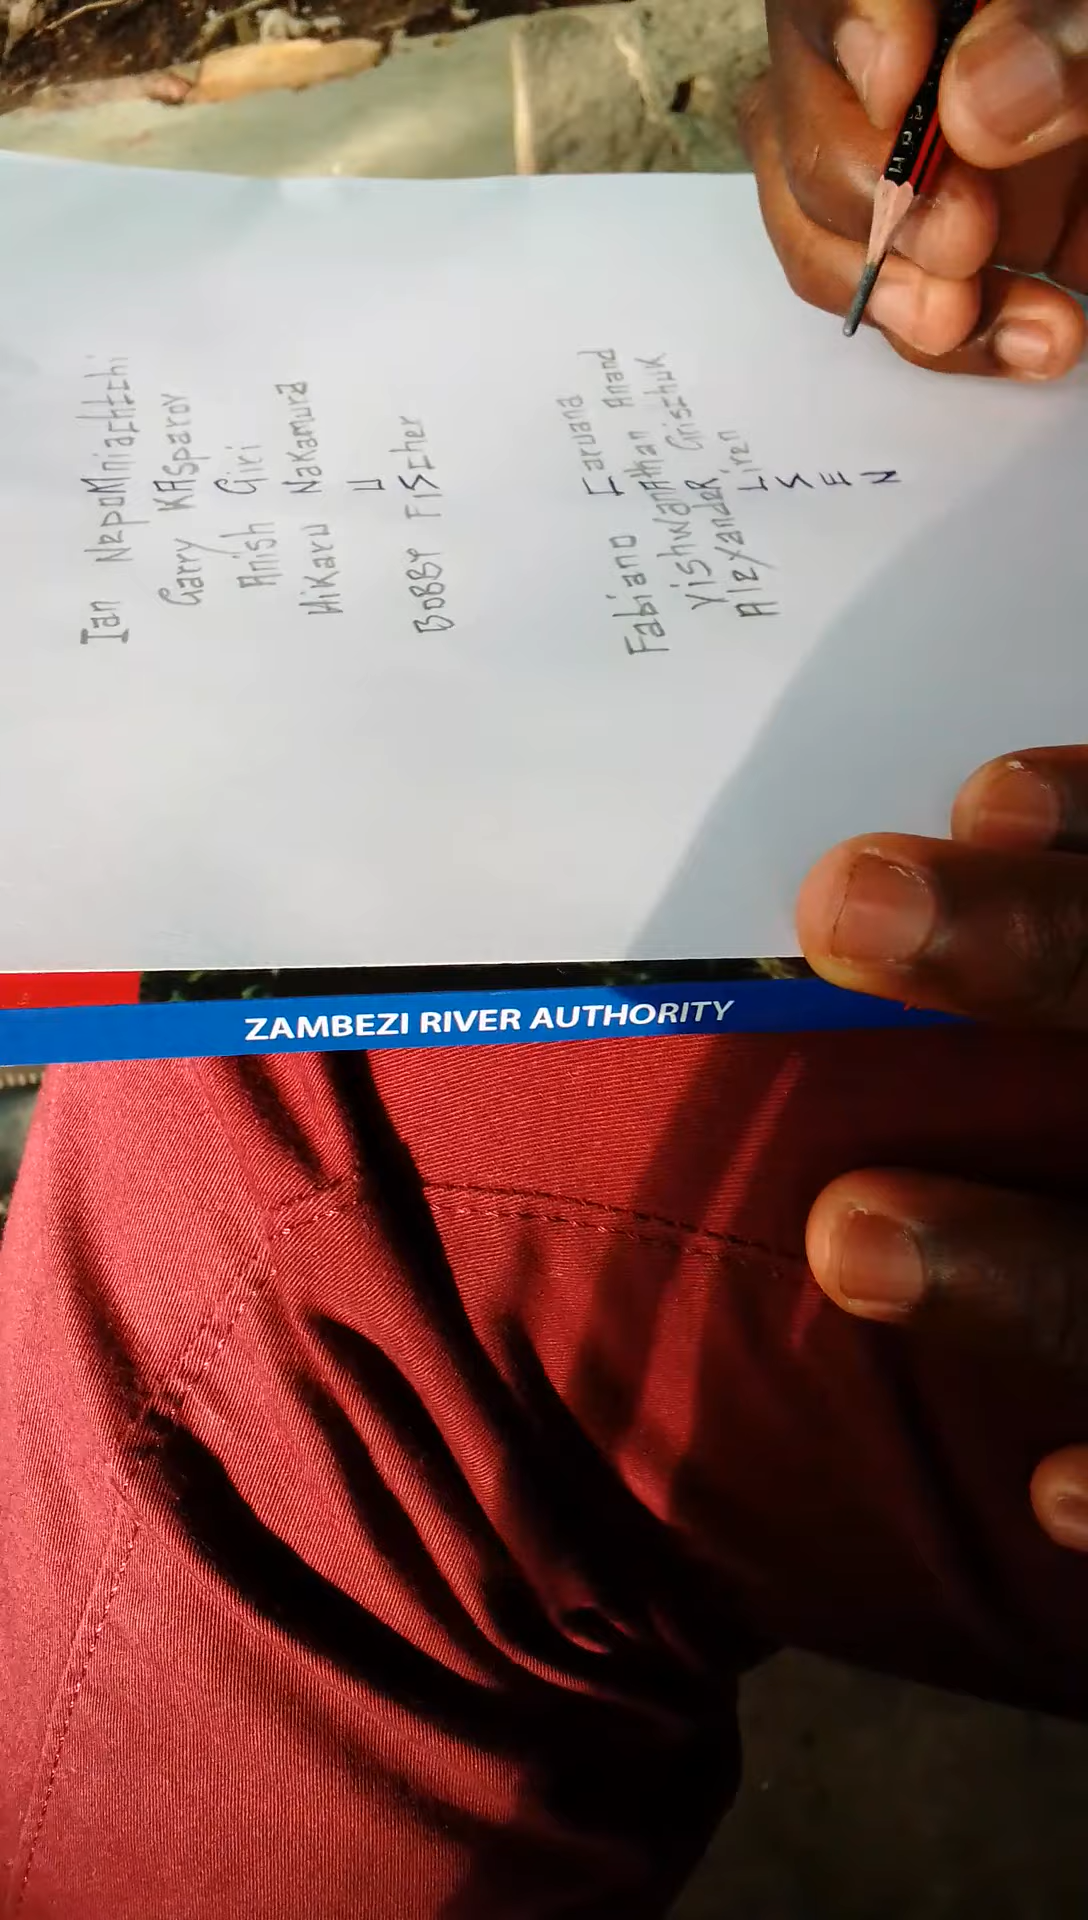 Ian NepoMniachtchi
Garry KAsparov
Anish Giri
Hikaru Nakamura
U
BOBBY FiScher
Fabiano Caruana
VishwanAthan Anand
AlexandeR Grischuk
Liren
S
E
N
ZAMBEZI RIVER AUTHORITY